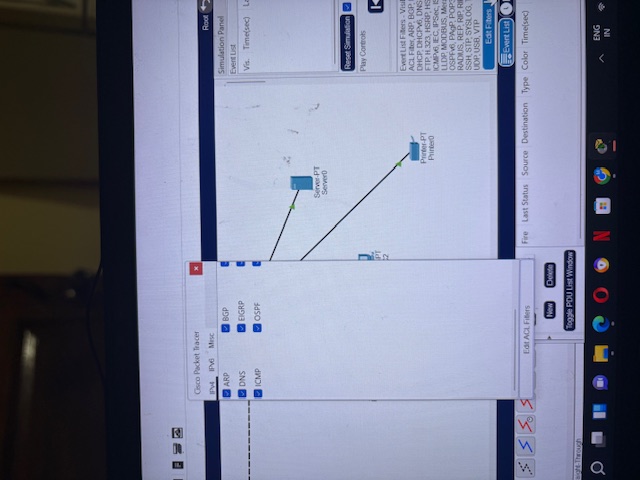 Cisco Packet Tracer
IPv4 IPv6 Misc
ARP BGP
DNS EIGRP
ICMP OSPF
Edit ACL Filters
Root
Simulation Panel
Event List
Vis. Time(sec)
Reset Simulation
Play Controls
Event List Filters - Visi
ACL Filter, ARP, BGP,
DHCP, DHCPv6, DNS
FTP, H.323, HSRP, HS
ICMPv6, IEC, IPSec,
LLDP, MODBUS,
OSPFv6, PAgP, POP3
RADIUS, REP, RIP,
SSH, STP, SYSLOG,
UDP, USB, VTP
Edit Filters
Event List
Server-PT
Server0
Printer-PT
Printer0
Fire Last Status Source Destination Type Color Time(sec)
New Delete
Toggle PDU List Window
aight-Through
ENG
IN